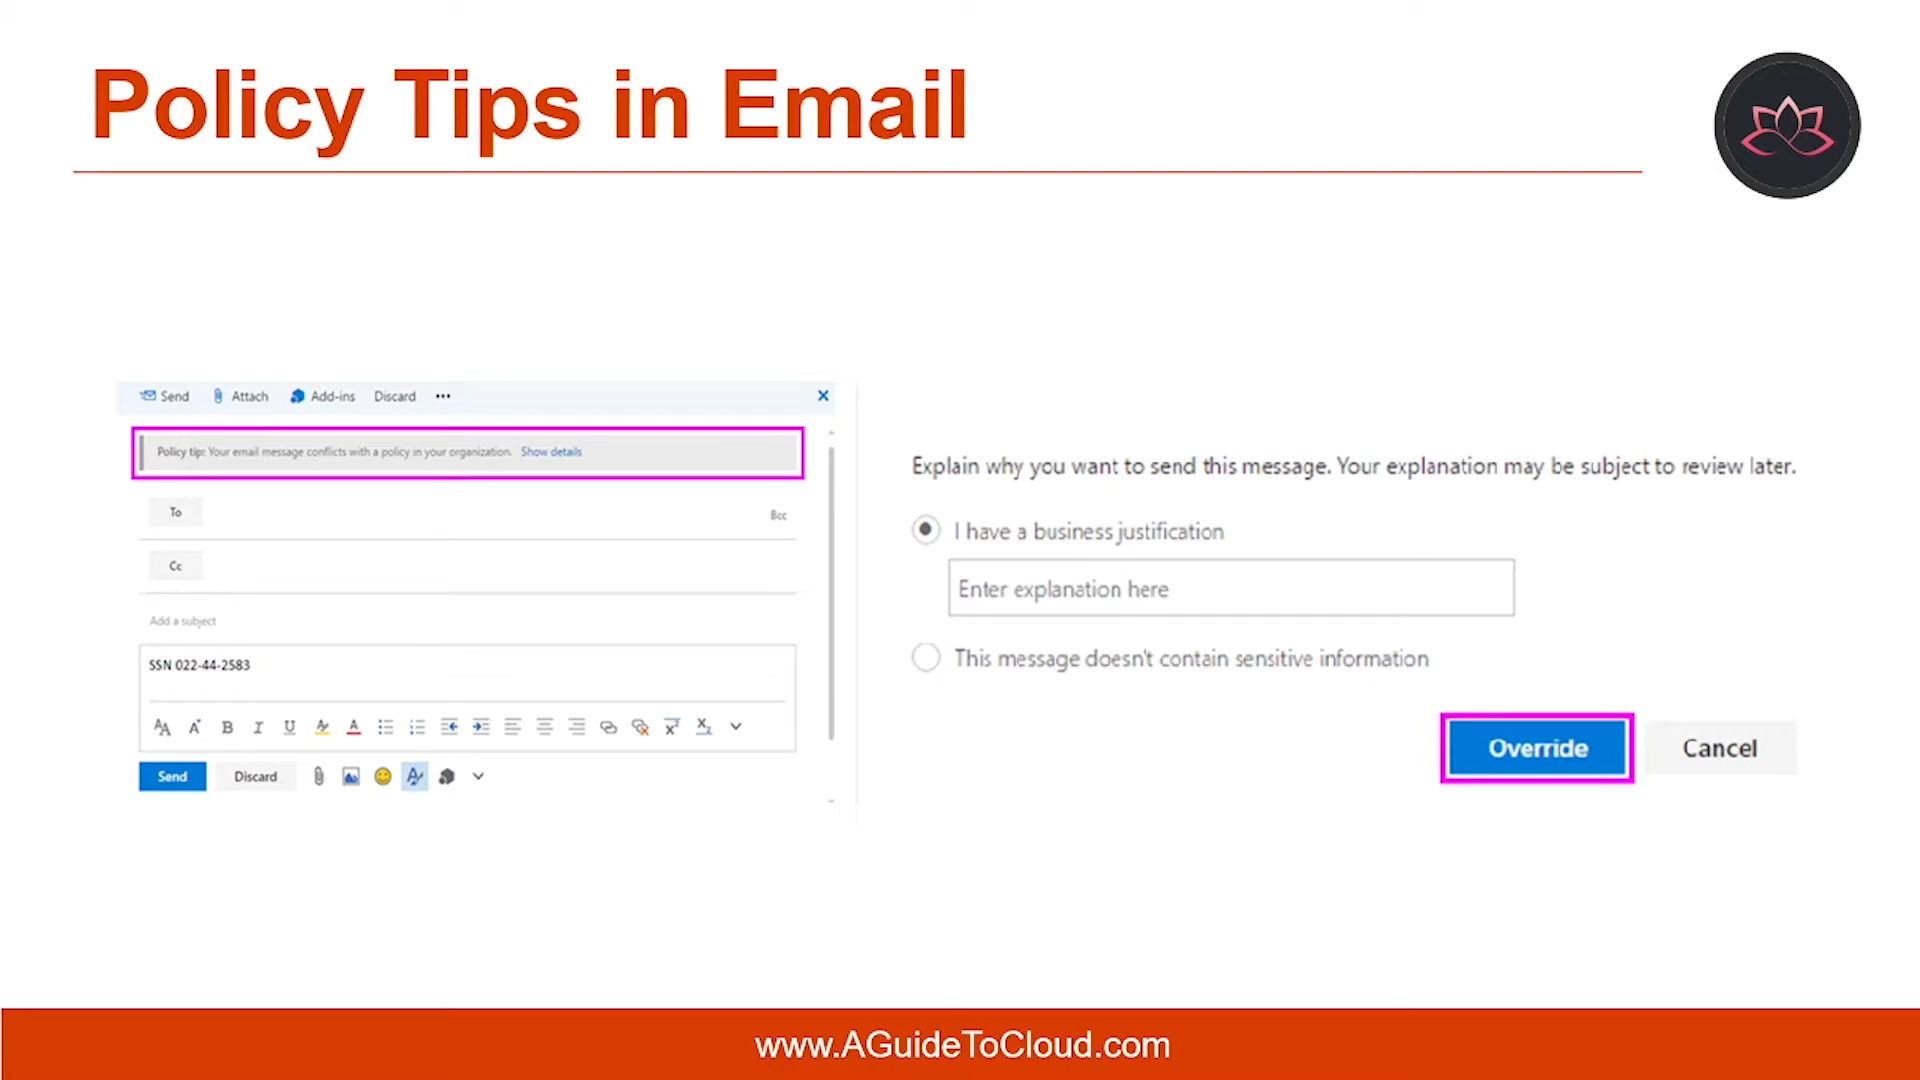 Policy Tips in Email
Send Attach Add-ins Discard •••
Policy tip: Your email message conflicts with a policy in your organization. Show details
To
Bcc
Cc
Add a subject
SSN 022-44-2583
Send Discard
Explain why you want to send this message. Your explanation may be subject to review later.
I have a business justification
Enter explanation here
This message doesn't contain sensitive information
Override Cancel
www.AGuideToCloud.com